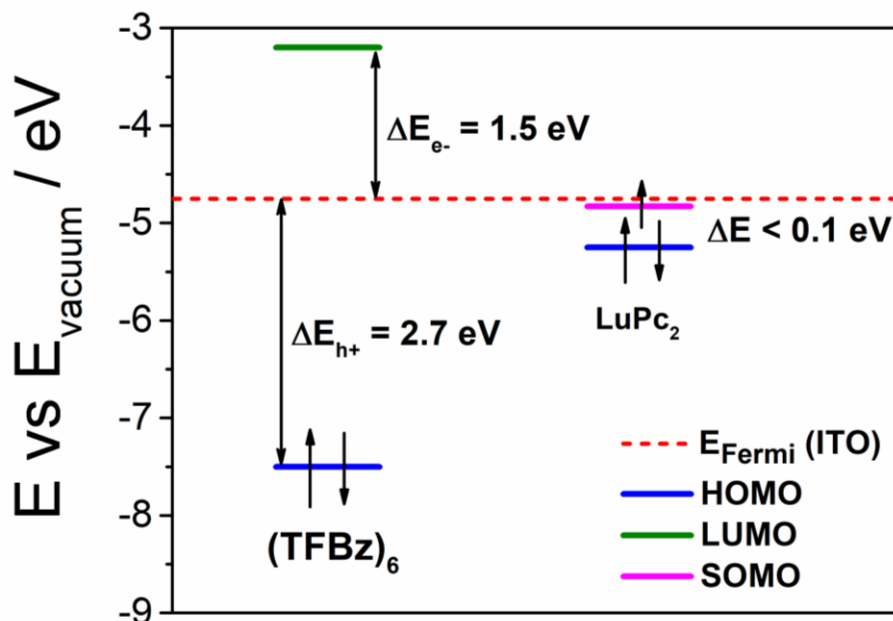 E vs E_vacuum / eV
-3
-4
-5
-6
-7
-8
-9
ΔE_e- = 1.5 eV
ΔE < 0.1 eV
LuPc₂
ΔE_h+ = 2.7 eV
(TFBz)₆
E_Fermi (ITO)
HOMO
LUMO
SOMO